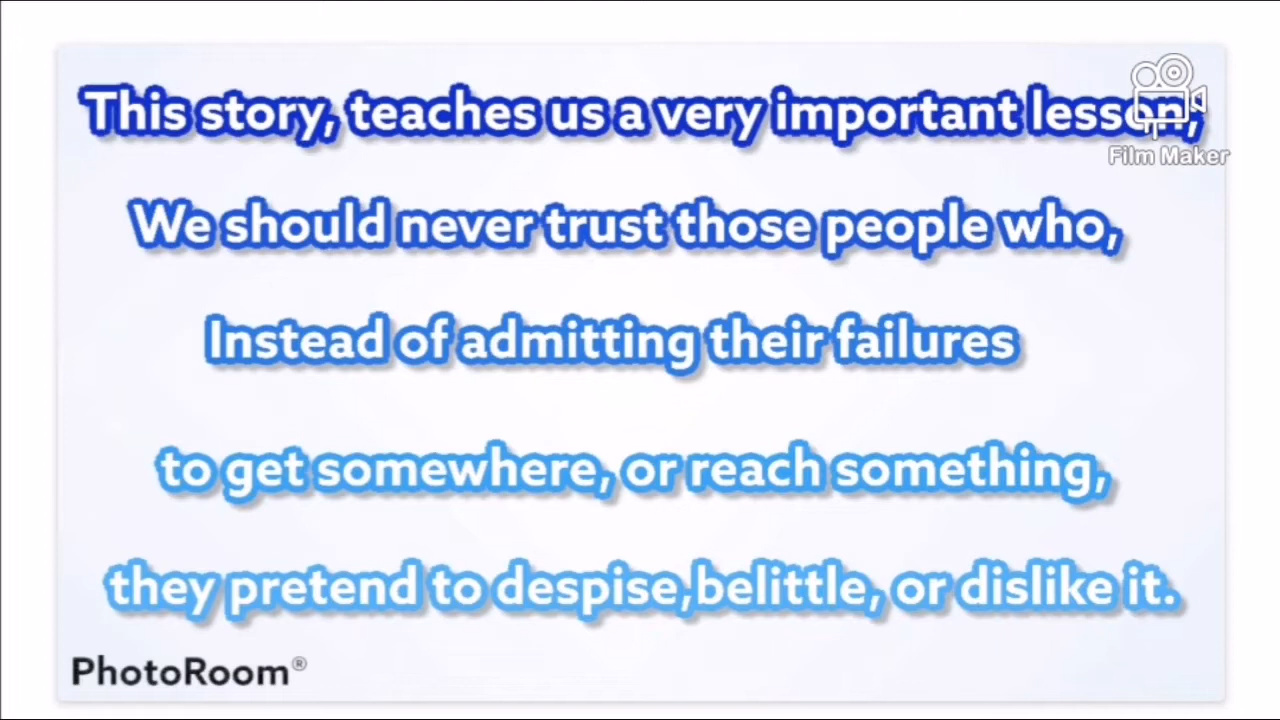 This story, teaches us a very important lesson,
Film Maker
We should never trust those people who,
Instead of admitting their failures
to get somewhere, or reach something,
they pretend to despise,belittle, or dislike it.
PhotoRoom®